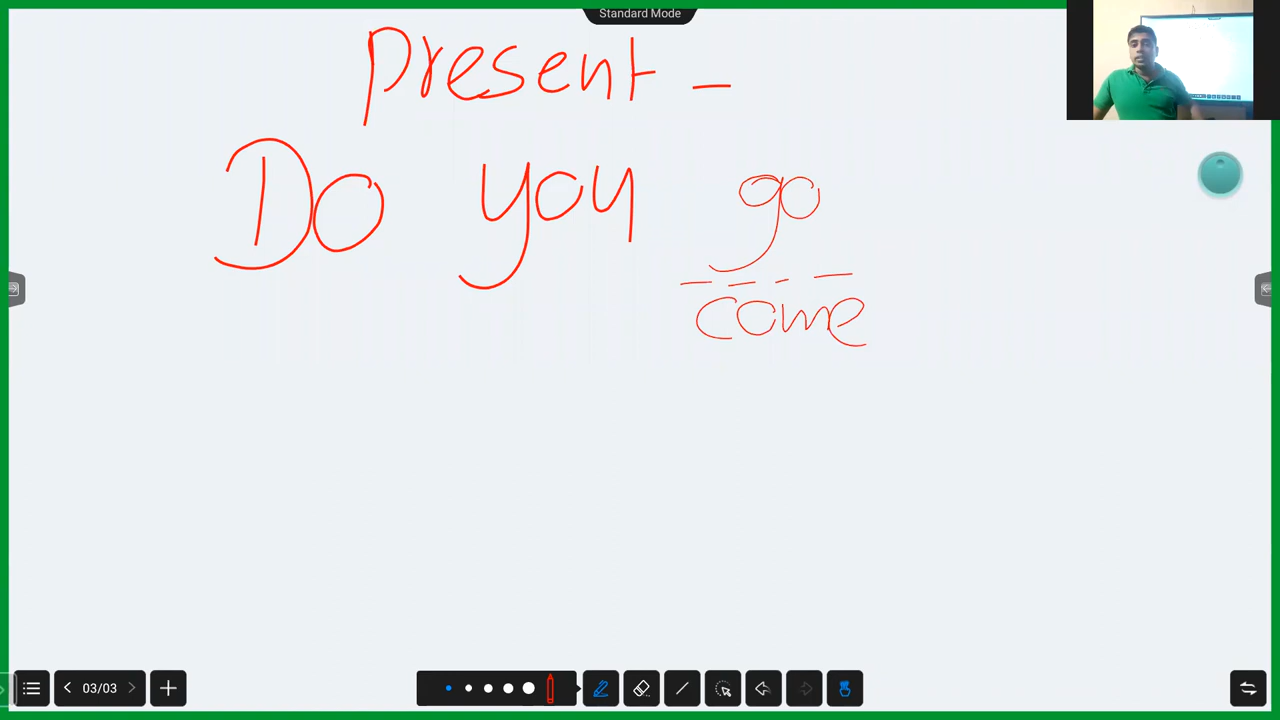 Standard Mode
Present -
Do you go
- - - -
come
03/03